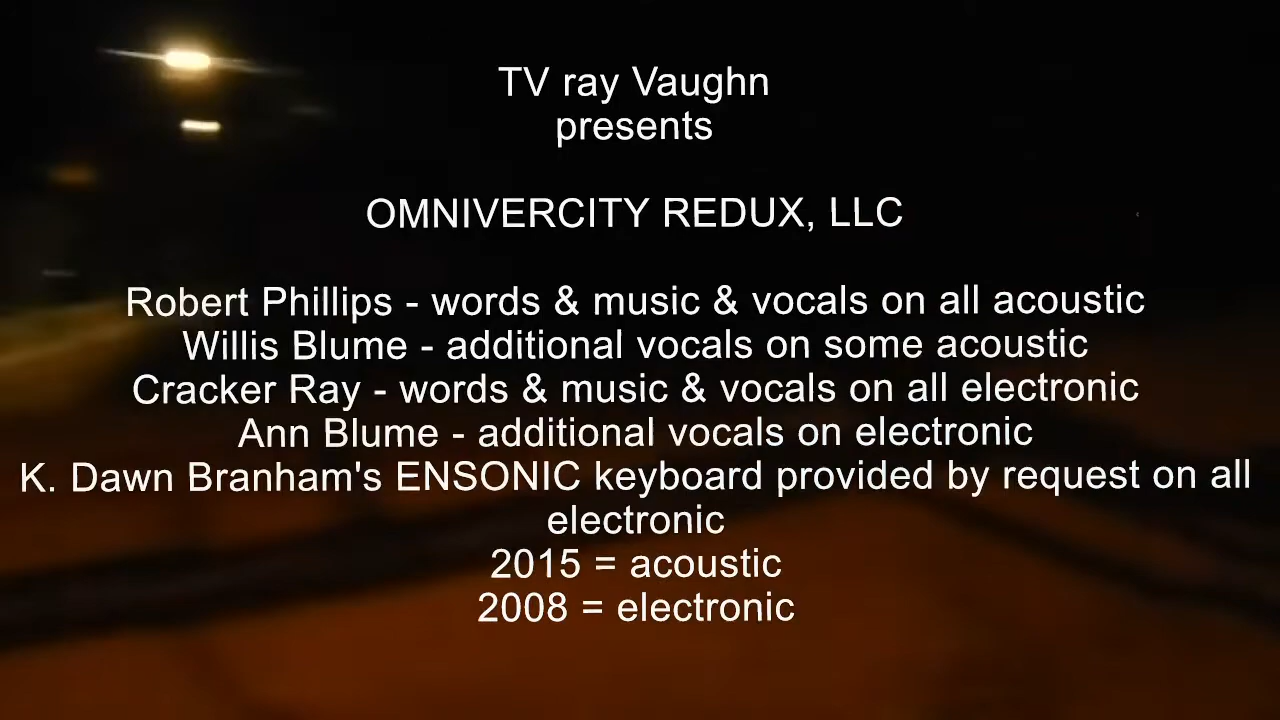 TV ray Vaughn
presents
OMNIVERCITY REDUX, LLC
Robert Phillips - words & music & vocals on all acoustic
Willis Blume - additional vocals on some acoustic
Cracker Ray - words & music & vocals on all electronic
Ann Blume - additional vocals on electronic
K. Dawn Branham's ENSONIC keyboard provided by request on all
electronic
2015 = acoustic
2008 = electronic